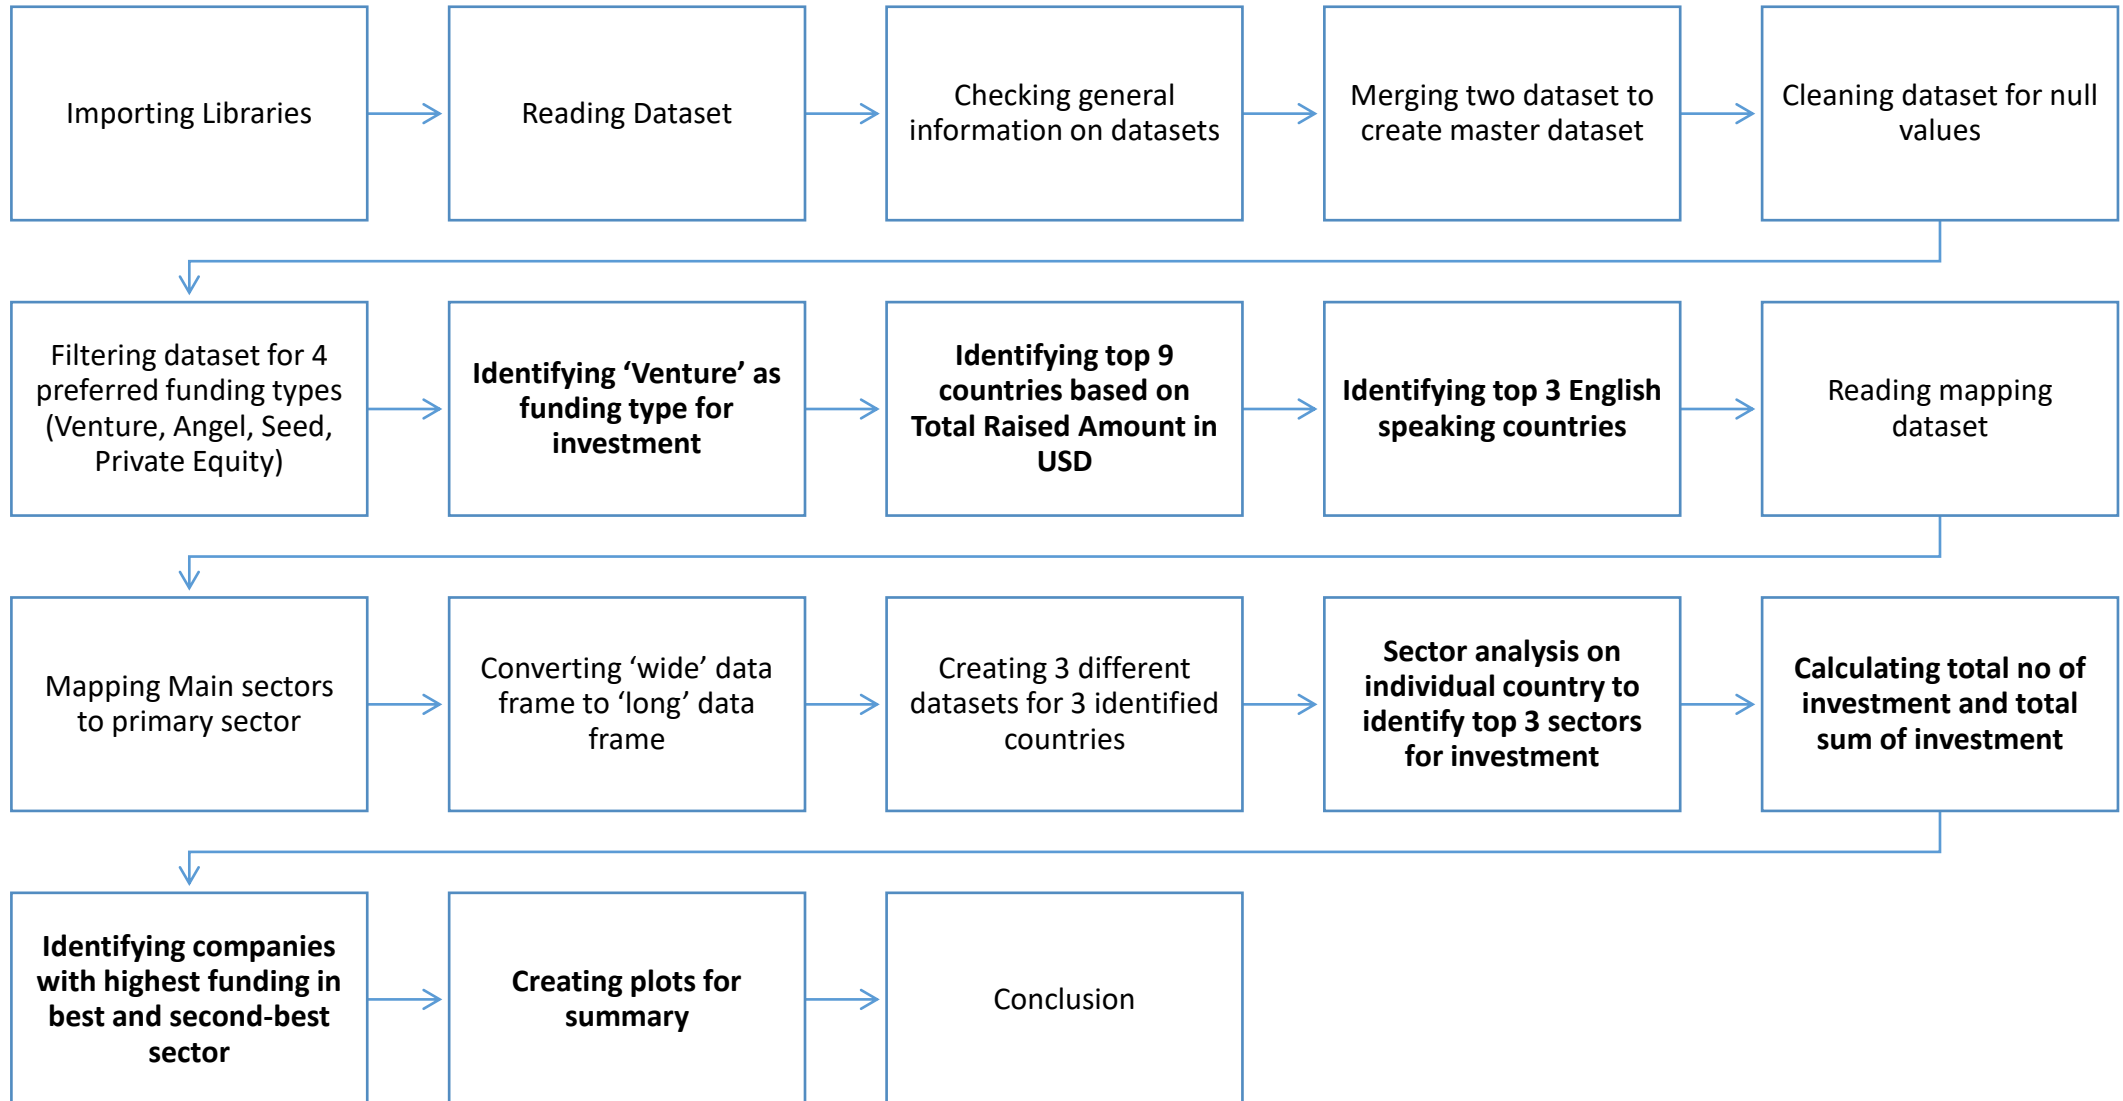 Importing Libraries
Reading Dataset
Checking general
information on datasets
Merging two dataset to
create master dataset
Cleaning dataset for null
values
Filtering dataset for 4
preferred funding types
(Venture, Angel, Seed,
Private Equity)
Identifying ‘Venture’ as
funding type for
investment
Identifying top 9
countries based on
Total Raised Amount in
USD
Identifying top 3 English
speaking countries
Reading mapping
dataset
Mapping Main sectors
to primary sector
Converting ‘wide’ data
frame to ‘long’ data
frame
Creating 3 different
datasets for 3 identified
countries
Sector analysis on
individual country to
identify top 3 sectors
for investment
Calculating total no of
investment and total
sum of investment
Identifying companies
with highest funding in
best and second-best
sector
Creating plots for
summary
Conclusion